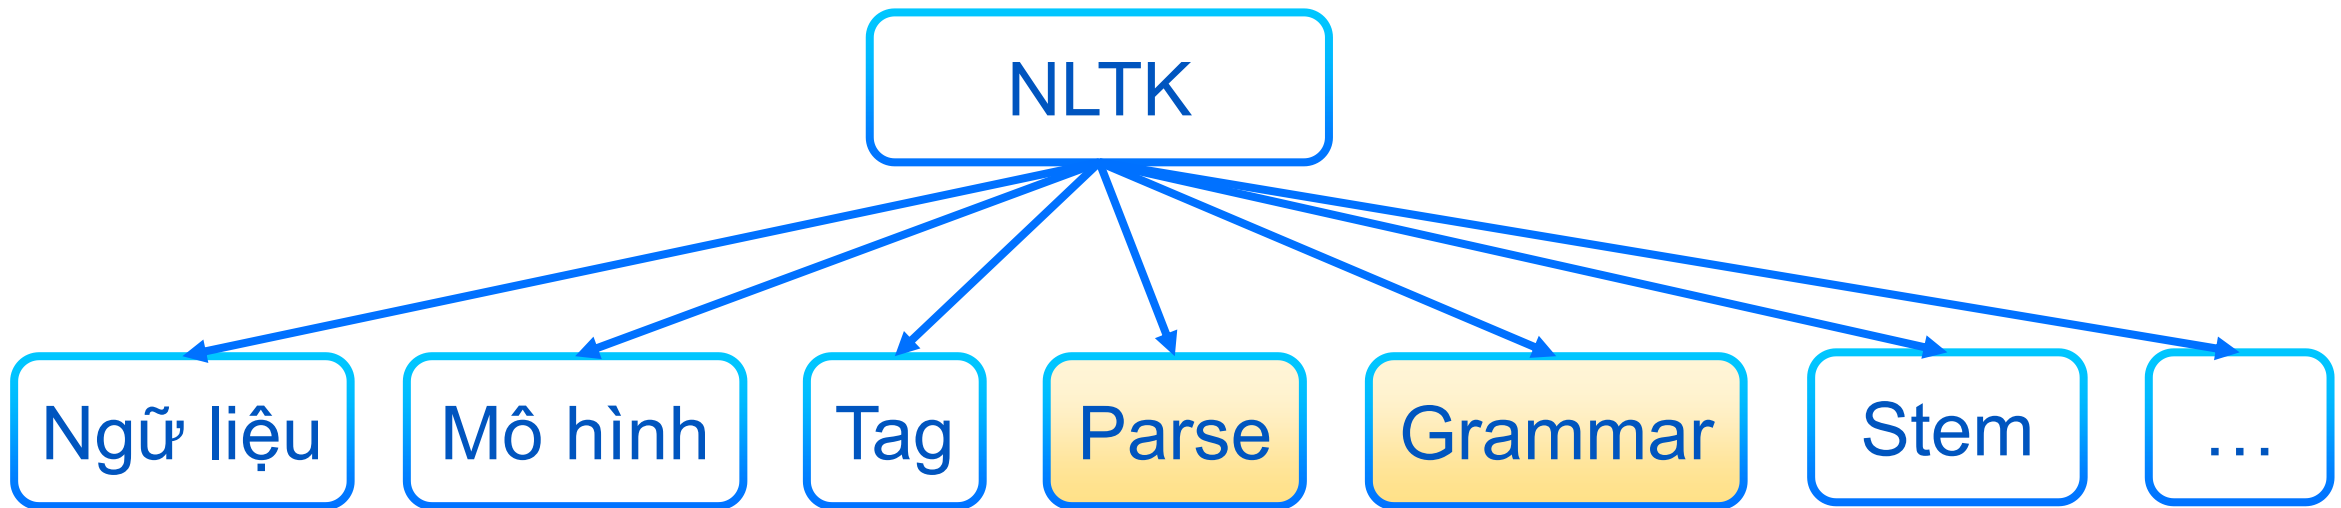 NLTK
Ngữ liệu
Mô hình
Tag
Parse
Grammar
Stem
...